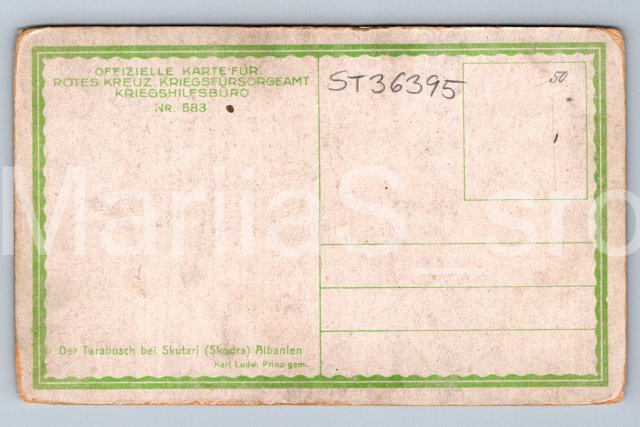 OFFIZIELLE KARTE FÜR
ROTES KREUZ, KRIEGSFÜRSORGEAMT
KRIEGSHILFSBÜRO
NR. 583
ST36395
50
MariiaS_sto
Der Tarabosch bei Skutari (Skodra) Albanien
Karl Ludw. Prinz gem.